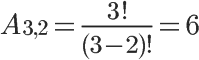 A₃,₂ = 3! / (3−2)! = 6